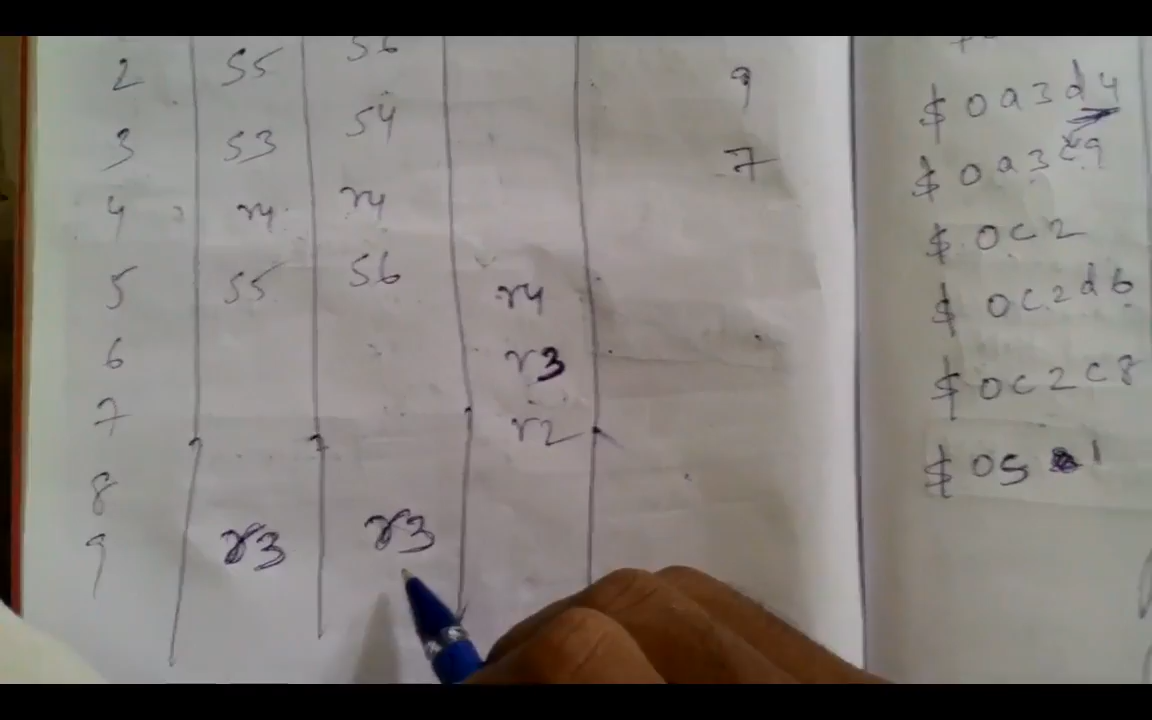 2 S5 S6 9
3 S3 S4 7
4 r4 r4
5 S5 S6 r4
6 r3
7 r2
8
9 r3 r3
$ 0 a 3 d 4
$ 0 a 3 c 9
$ 0 c 2
$ 0 c 2 d 6
$ 0 c 2 c 8
$ 0 S 1